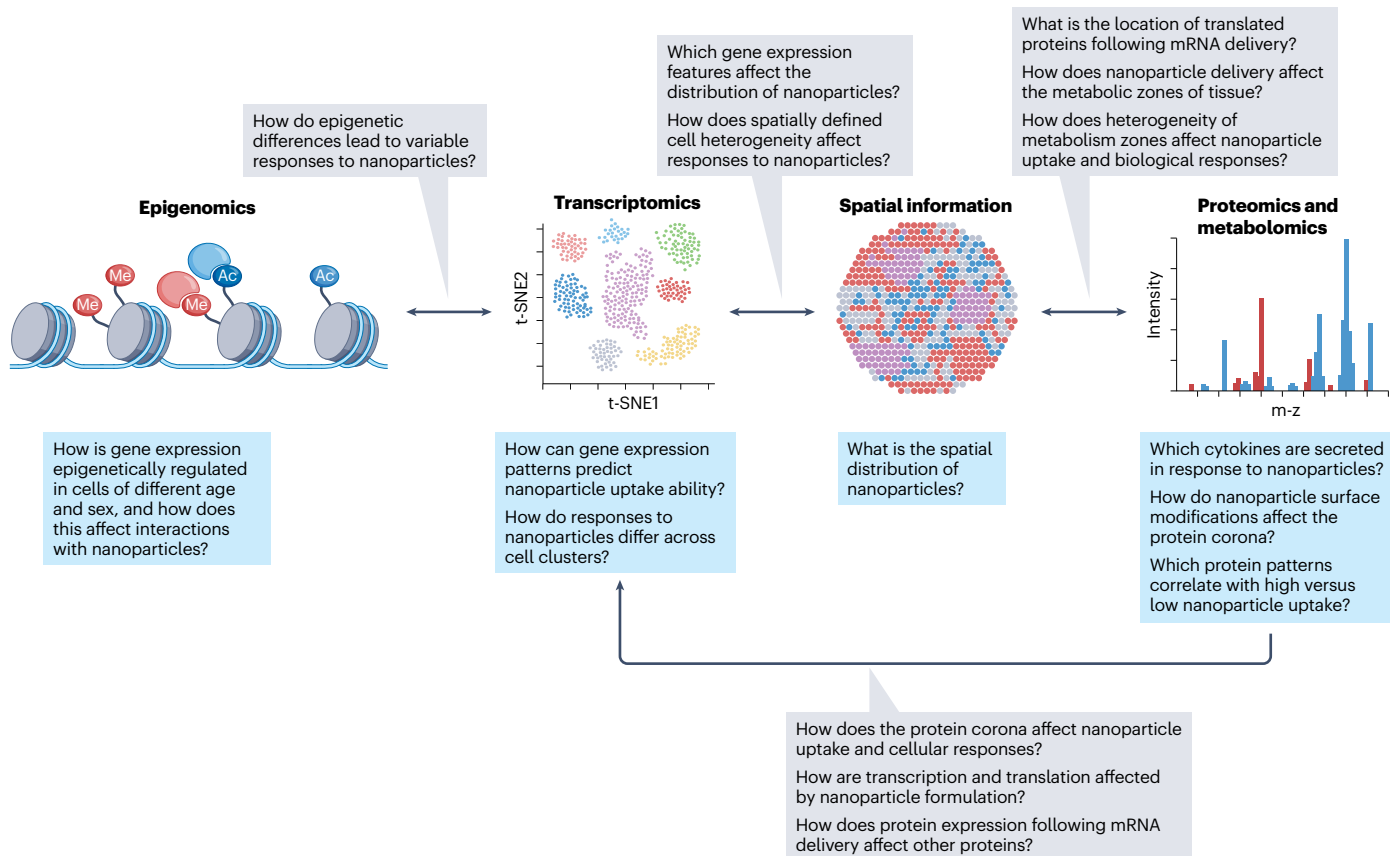 What is the location of translated
proteins following mRNA delivery?
How does nanoparticle delivery affect
the metabolic zones of tissue?
How does heterogeneity of
metabolism zones affect nanoparticle
uptake and biological responses?
Which gene expression
features affect the
distribution of nanoparticles?
How does spatially defined
cell heterogeneity affect
responses to nanoparticles?
How do epigenetic
differences lead to variable
responses to nanoparticles?
Epigenomics
Me
Me
Me
Ac
Ac
Transcriptomics
t-SNE2
t-SNE1
Spatial information
Proteomics and
metabolomics
Intensity
m-z
How is gene expression
epigenetically regulated
in cells of different age
and sex, and how does
this affect interactions
with nanoparticles?
How can gene expression
patterns predict
nanoparticle uptake ability?
How do responses to
nanoparticles differ across
cell clusters?
What is the spatial
distribution of
nanoparticles?
Which cytokines are secreted
in response to nanoparticles?
How do nanoparticle surface
modifications affect the
protein corona?
Which protein patterns
correlate with high versus
low nanoparticle uptake?
How does the protein corona affect nanoparticle
uptake and cellular responses?
How are transcription and translation affected
by nanoparticle formulation?
How does protein expression following mRNA
delivery affect other proteins?